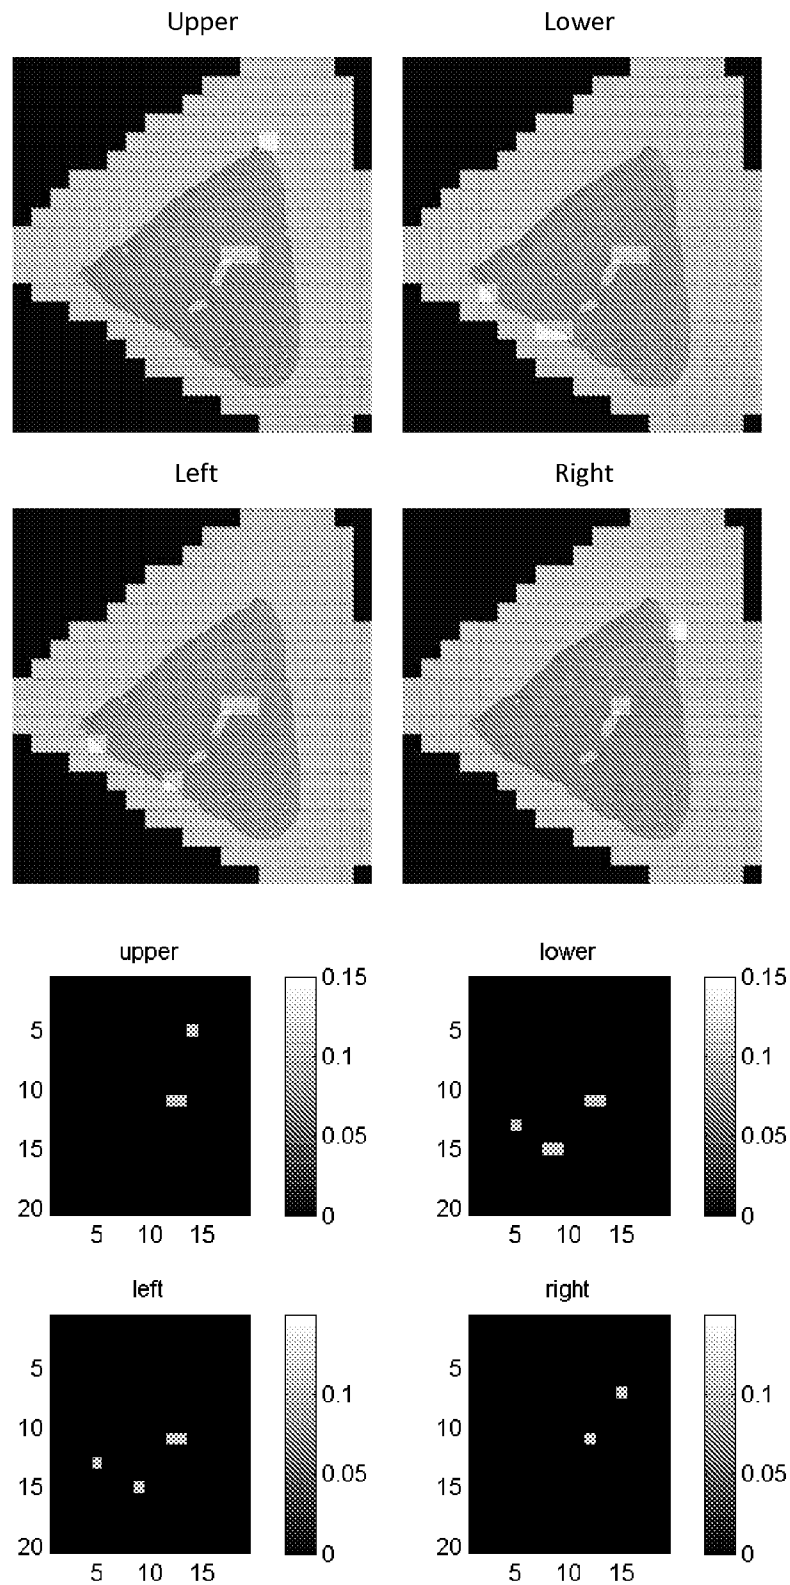 Upper Lower
Left Right
upper lower
0.15 0.15
5 0.1 5 0.1
10 10
15 0.05 15 0.05
20 0 20 0
5 10 15 5 10 15
left right
5 0.1 5 0.1
10 10
15 0.05 15 0.05
20 0 20 0
5 10 15 5 10 15